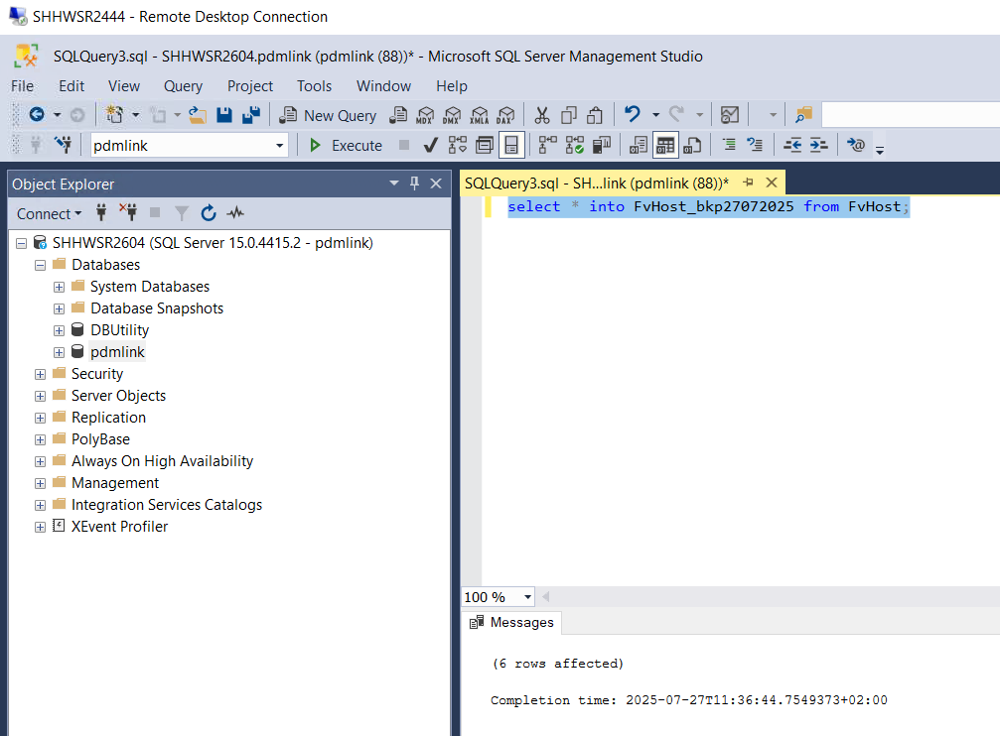 SHHWSR2444 - Remote Desktop Connection
SQLQuery3.sql - SHHWSR2604.pdmlink (pdmlink (88))* - Microsoft SQL Server Management Studio
File Edit View Query Project Tools Window Help
New Query MDX DMX XMLA DAX
pdmlink Execute
Object Explorer
SQLQuery3.sql - SH...link (pdmlink (88))*
Connect
select * into FvHost_bkp27072025 from FvHost;
SHHWSR2604 (SQL Server 15.0.4415.2 - pdmlink)
Databases
System Databases
Database Snapshots
DBUtility
pdmlink
Security
Server Objects
Replication
PolyBase
Always On High Availability
Management
Integration Services Catalogs
XEvent Profiler
100 %
Messages
(6 rows affected)
Completion time: 2025-07-27T11:36:44.7549373+02:00